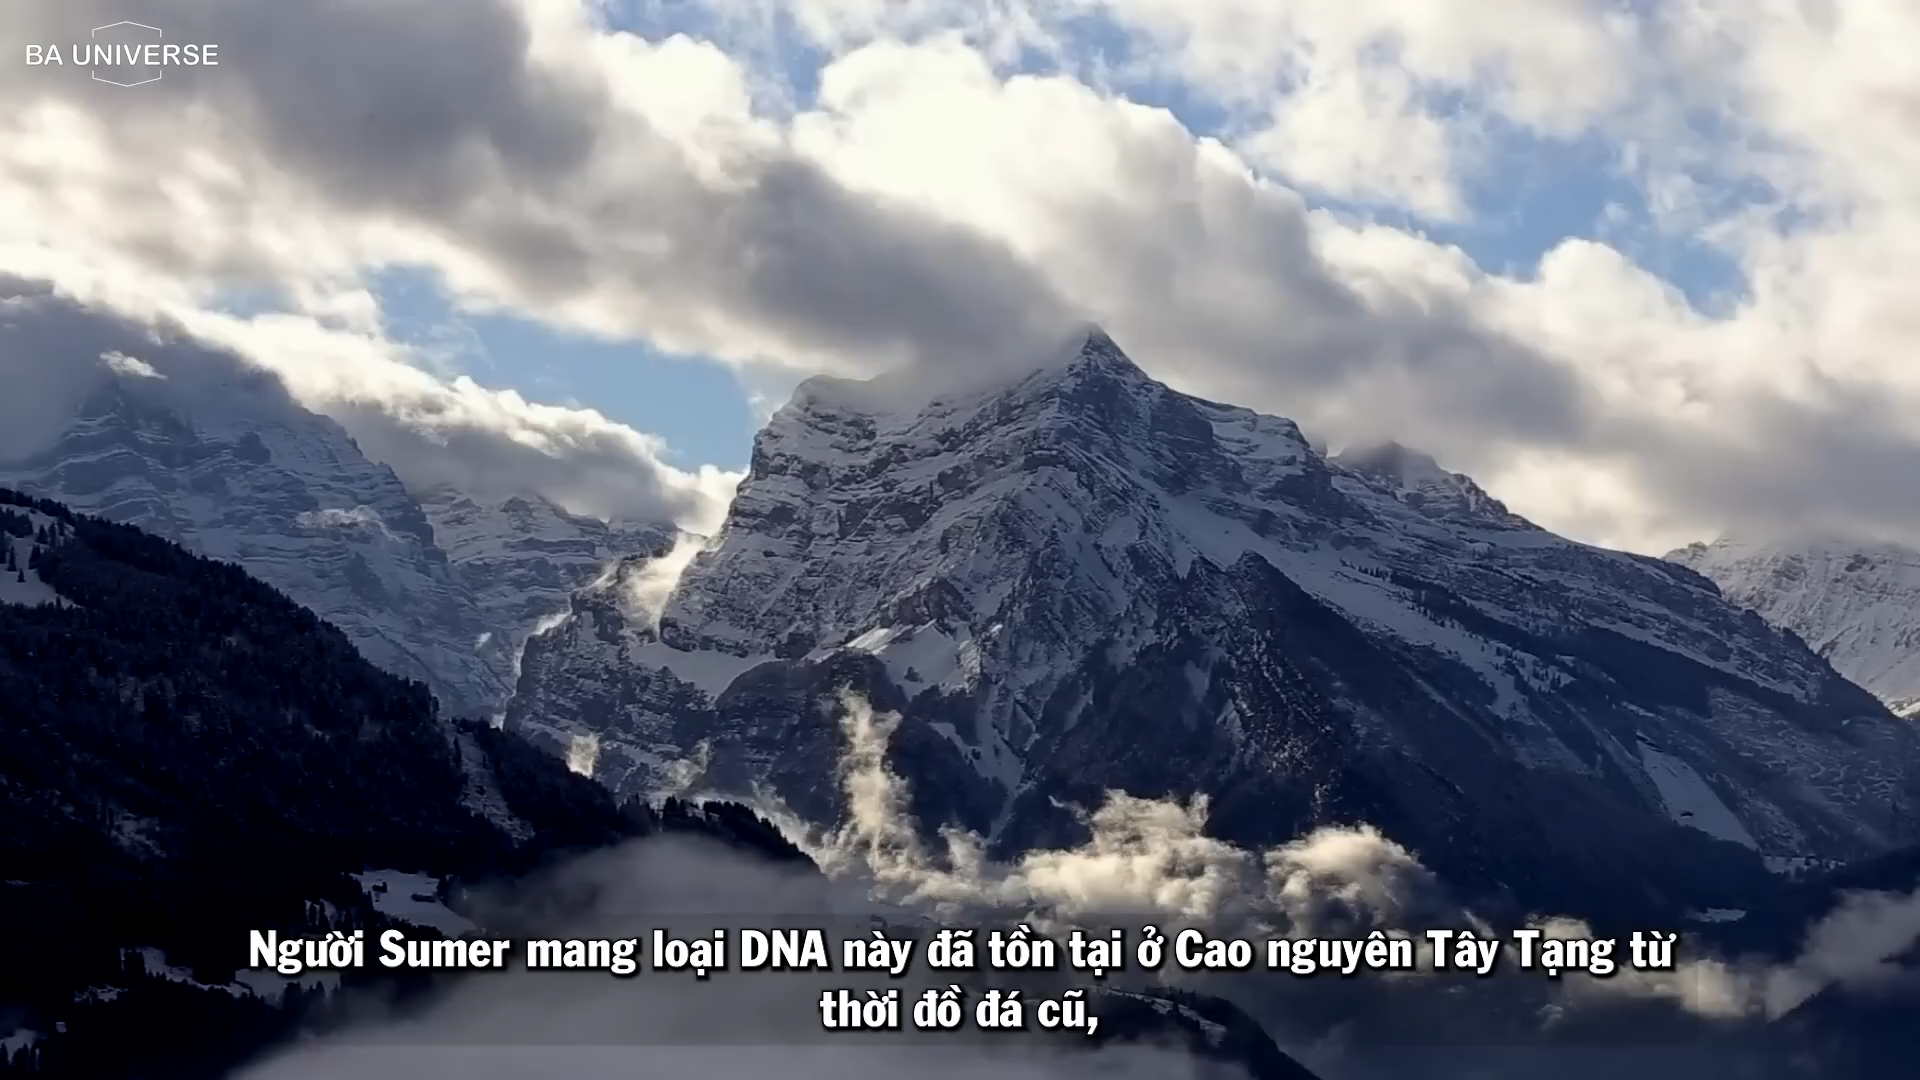 BA UNIVERSE
Người Sumer mang loại DNA này đã tồn tại ở Cao nguyên Tây Tạng từ
thời đồ đá cũ,